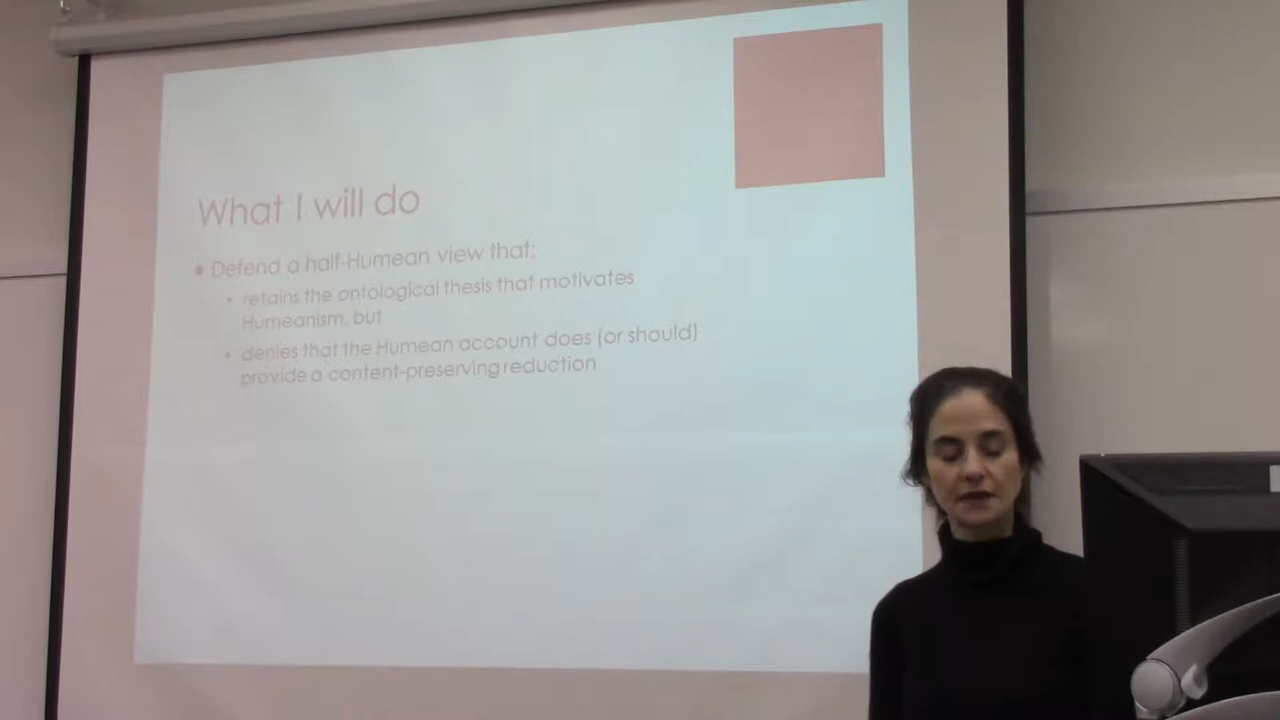 What I will do
Defend a half-Humean view that:
retains the ontological thesis that motivates
Humeanism, but
denies that the Humean account does (or should)
provide a content-preserving reduction